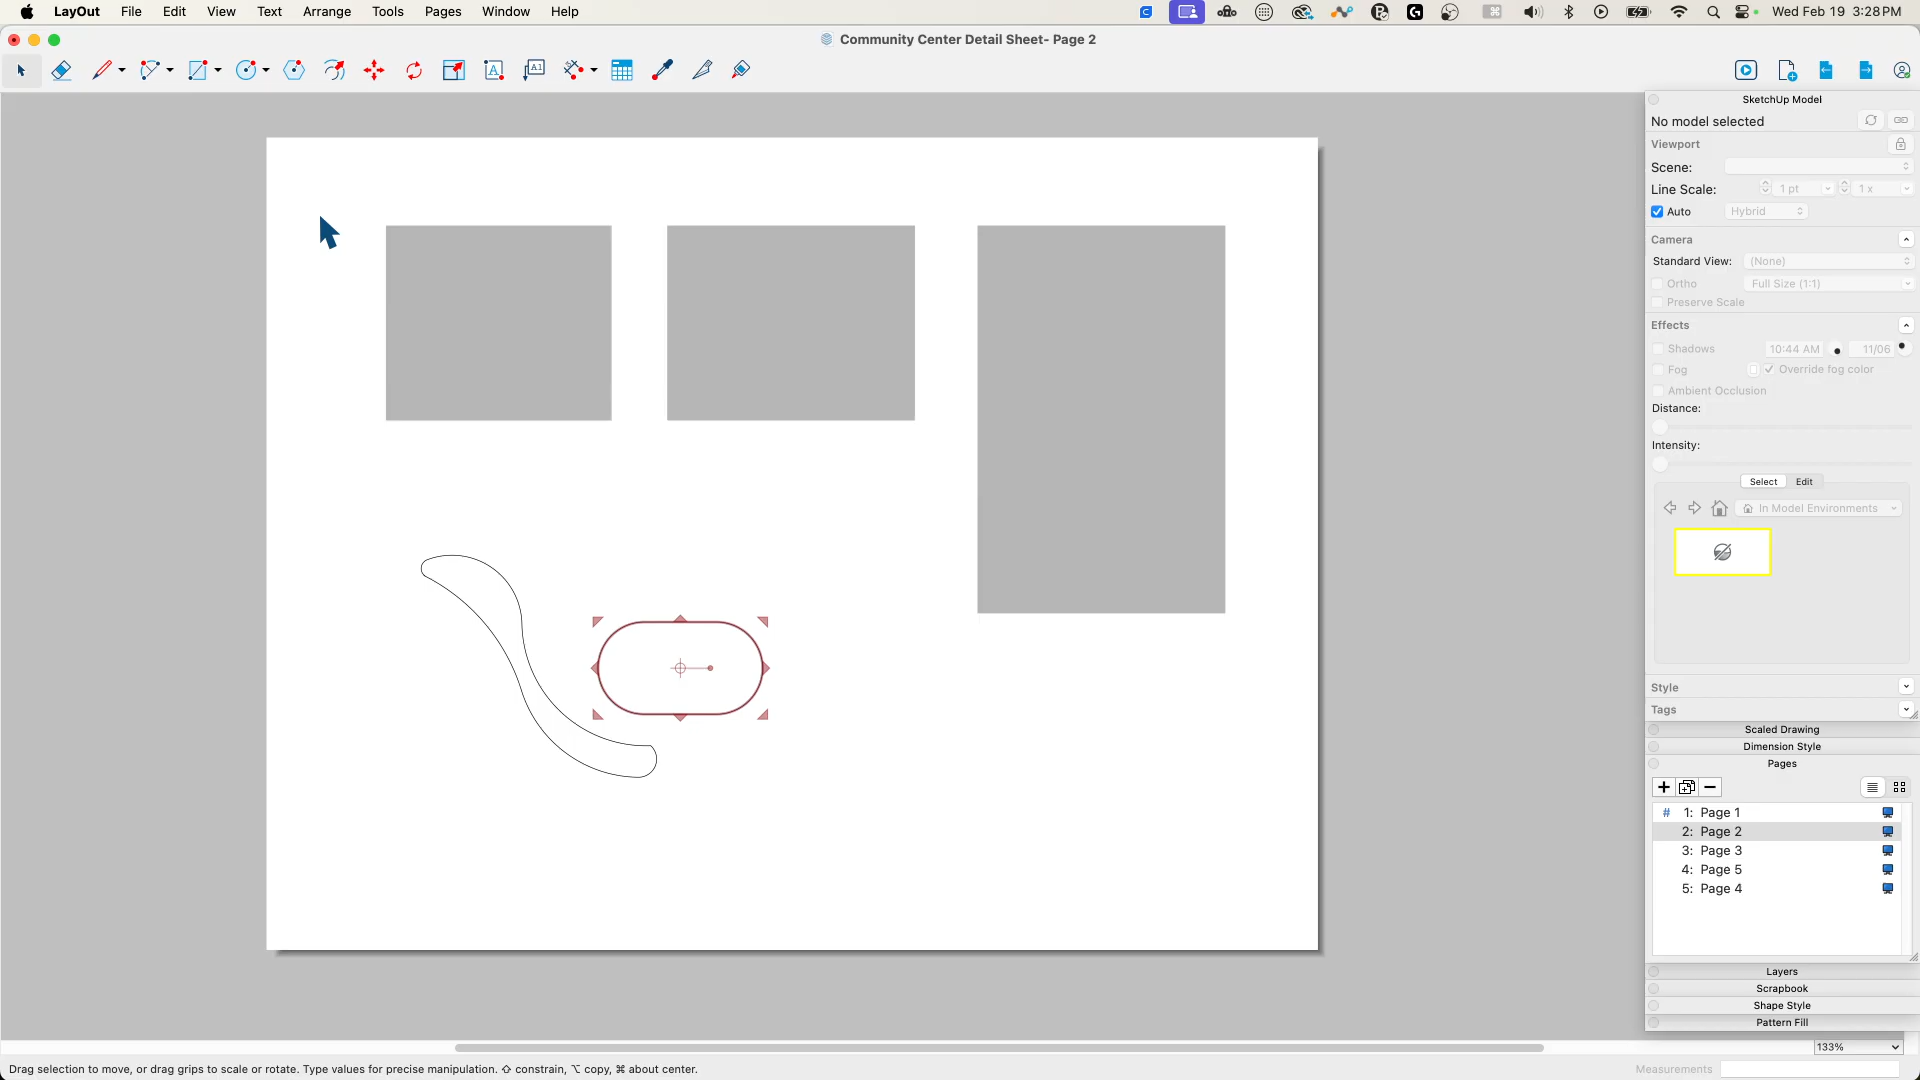 LayOut File Edit View Text Arrange Tools Pages Window Help Wed Feb 19 3:28 PM
Community Center Detail Sheet- Page 2
SketchUp Model
No model selected
Viewport
Scene:
Line Scale: 1 pt 1 x
Auto Hybrid
Camera
Standard View: (None)
Ortho Full Size (1:1)
Preserve Scale
Effects
Shadows 10:44 AM 11/06
Fog Override fog color
Ambient Occlusion
Distance:
Intensity:
Select Edit
In Model Environments
Style
Tags
Scaled Drawing
Dimension Style
Pages
# 1: Page 1
2: Page 2
3: Page 3
4: Page 5
5: Page 4
Layers
Scrapbook
Shape Style
Pattern Fill
133%
Drag selection to move, or drag grips to scale or rotate. Type values for precise manipulation. ⇧ constrain, ⌥ copy, ⌘ about center. Measurements